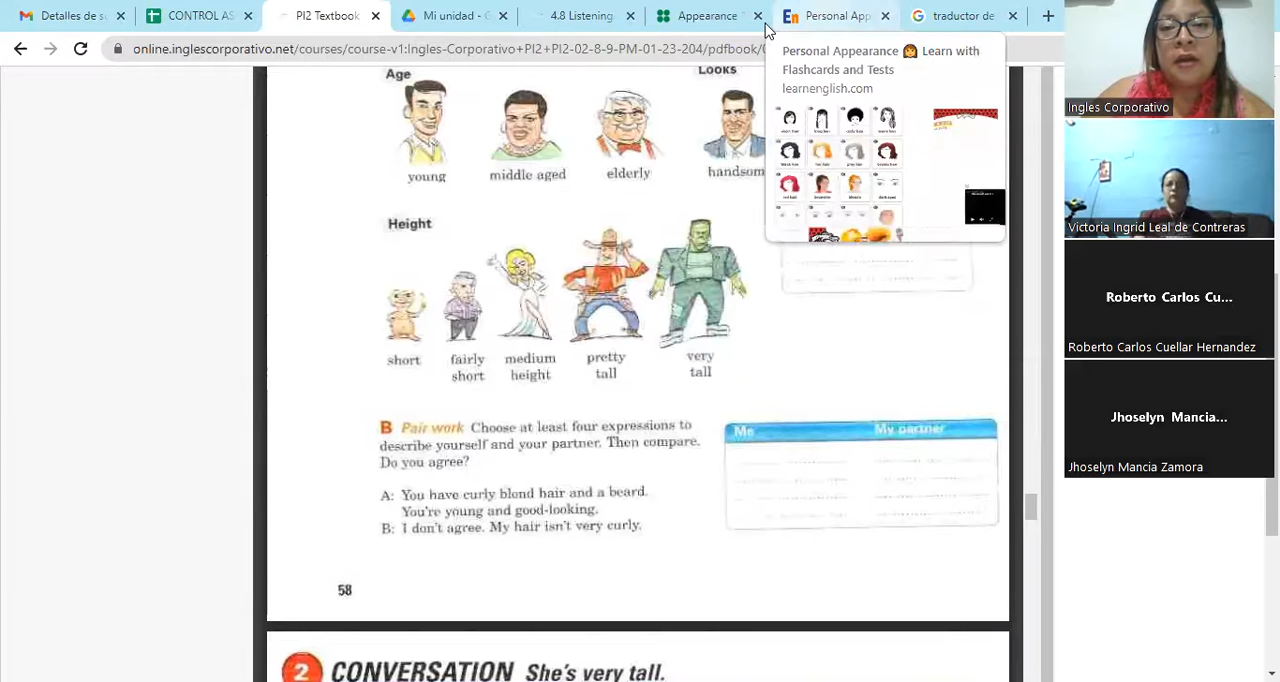 Detalles de su
CONTROL AS
PI2 Textbook
Mi unidad - G
4.8 Listening
Appearance
Personal App
traductor de
online.inglescorporativo.net/courses/course-v1:Ingles-Corporativo+PI2+PI2-02-8-9-PM-01-23-204/pdfbook/0
Personal Appearance
Learn with
Flashcards and Tests
learnenglish.com
Age
Looks
young
middle aged
elderly
handsom
Height
short
fairly
short
medium
height
pretty
tall
very
tall
B Pair work Choose at least four expressions to
describe yourself and your partner. Then compare.
Do you agree?
A: You have curly blond hair and a beard.
You're young and good-looking.
B: I don't agree. My hair isn't very curly.
Me
My partner
58
2 CONVERSATION She's very tall.
Ingles Corporativo
Victoria Ingrid Leal de Contreras
Roberto Carlos Cu...
Roberto Carlos Cuellar Hernandez
Jhoselyn Mancia...
Jhoselyn Mancia Zamora